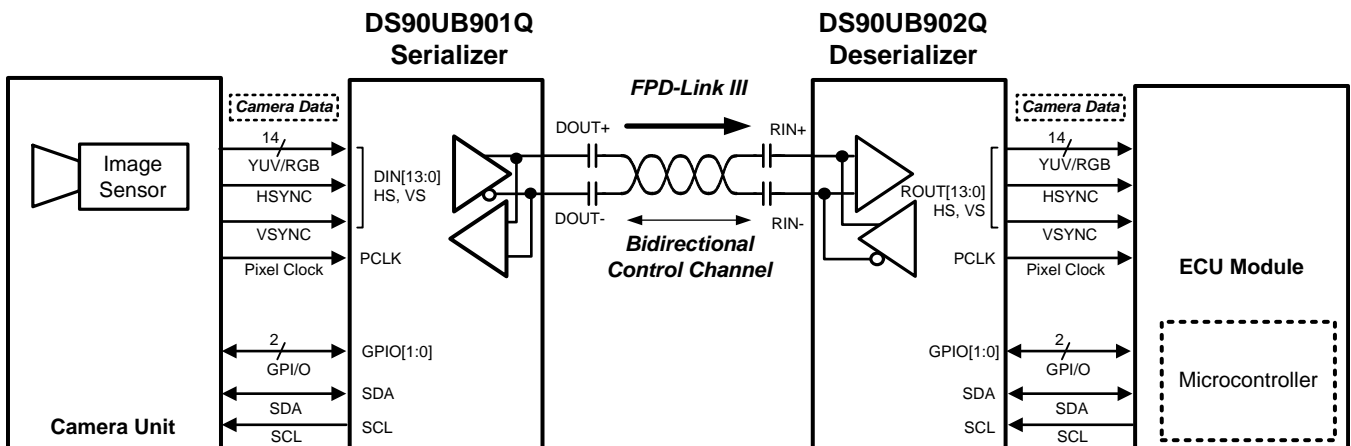 DS90UB901Q
Serializer
DS90UB902Q
Deserializer
Camera Data
14
YUV/RGB
HSYNC
VSYNC
Pixel Clock
2
GPI/O
SDA
SCL
Image
Sensor
Camera Unit
DIN[13:0]
HS, VS
PCLK
GPIO[1:0]
SDA
SCL
FPD-Link III
DOUT+
DOUT-
RIN+
RIN-
Bidirectional
Control Channel
ROUT[13:0]
HS, VS
PCLK
GPIO[1:0]
SDA
SCL
Camera Data
14
YUV/RGB
HSYNC
VSYNC
Pixel Clock
2
GPI/O
SDA
SCL
ECU Module
Microcontroller